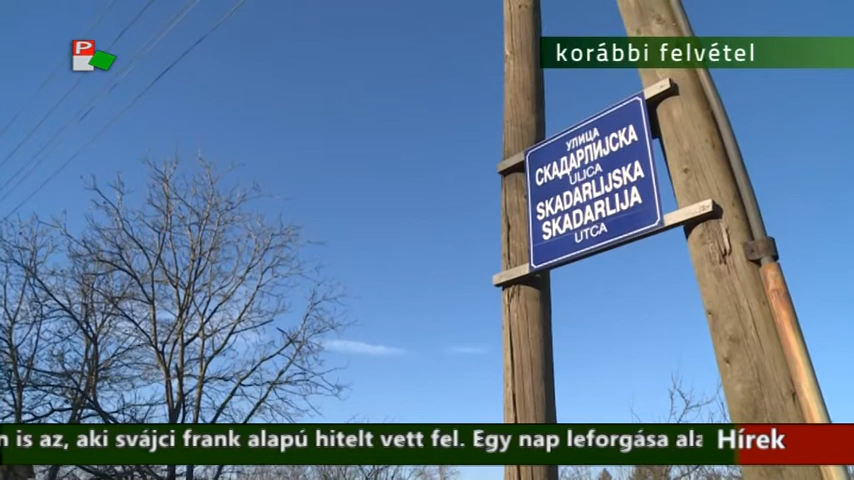 P
korábbi felvétel
УЛИЦА
СКАДАРЛИЈСКА
ULICA
SKADARLIJSKA
SKADARLIJA
UTCA
n is az, aki svájci frank alapú hitelt vett fel. Egy nap leforgása ala
Hírek